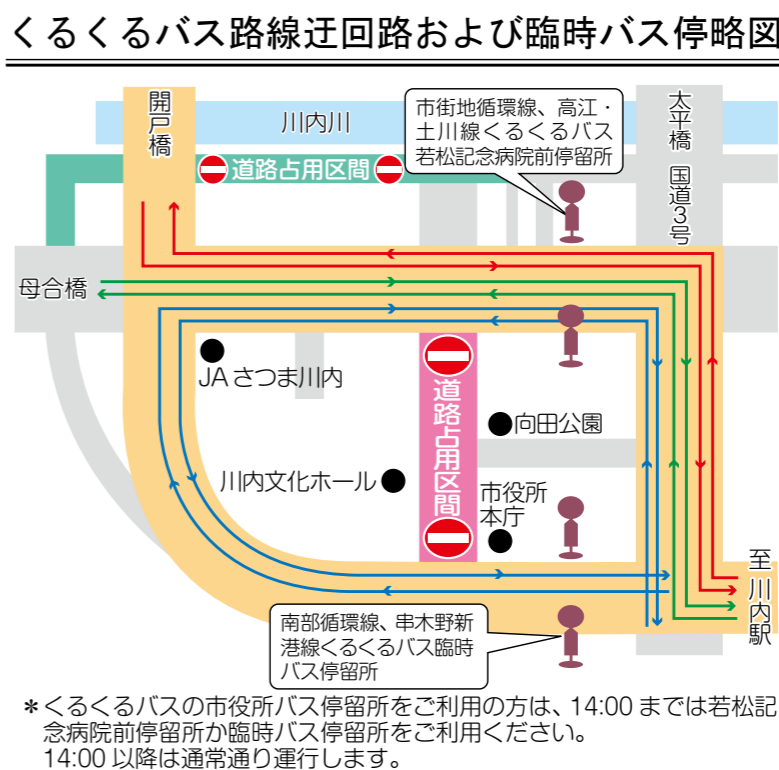 くるくるバス路線迂回路および臨時バス停略図
開戸橋
川内川
市街地循環線、高江・
土川線くるくるバス
若松記念病院前停留所
太平橋 国道3号
道路占用区間
母合橋
JAさつま川内
道路占用区間
向田公園
川内文化ホール
市役所
本庁
至 川内駅
南部循環線、串木野新
港線くるくるバス臨時
バス停留所
＊くるくるバスの市役所バス停留所をご利用の方は、14:00 までは若松記
念病院前停留所か臨時バス停留所をご利用ください。
14:00 以降は通常通り運行します。